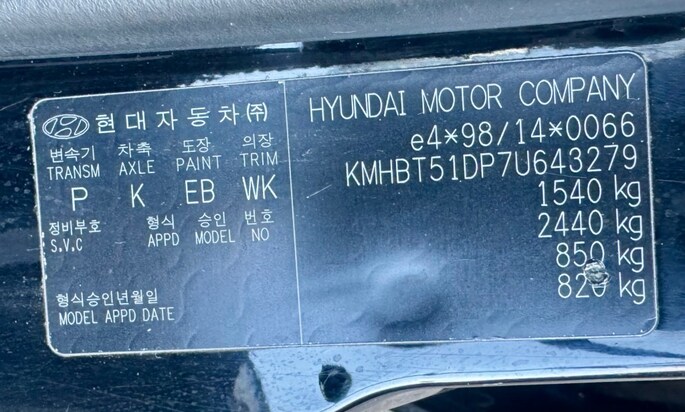 현대자동차(주)
변속기 차축 도장 의장
TRANSM AXLE PAINT TRIM
P K EB WK
정비부호 형식 승인 번호
S.V.C APPD MODEL NO
형식승인년월일
MODEL APPD DATE
HYUNDAI MOTOR COMPANY
e4*98/14*0066
KMHBT51DP7U643279
1540 kg
2440 kg
850 kg
820 kg